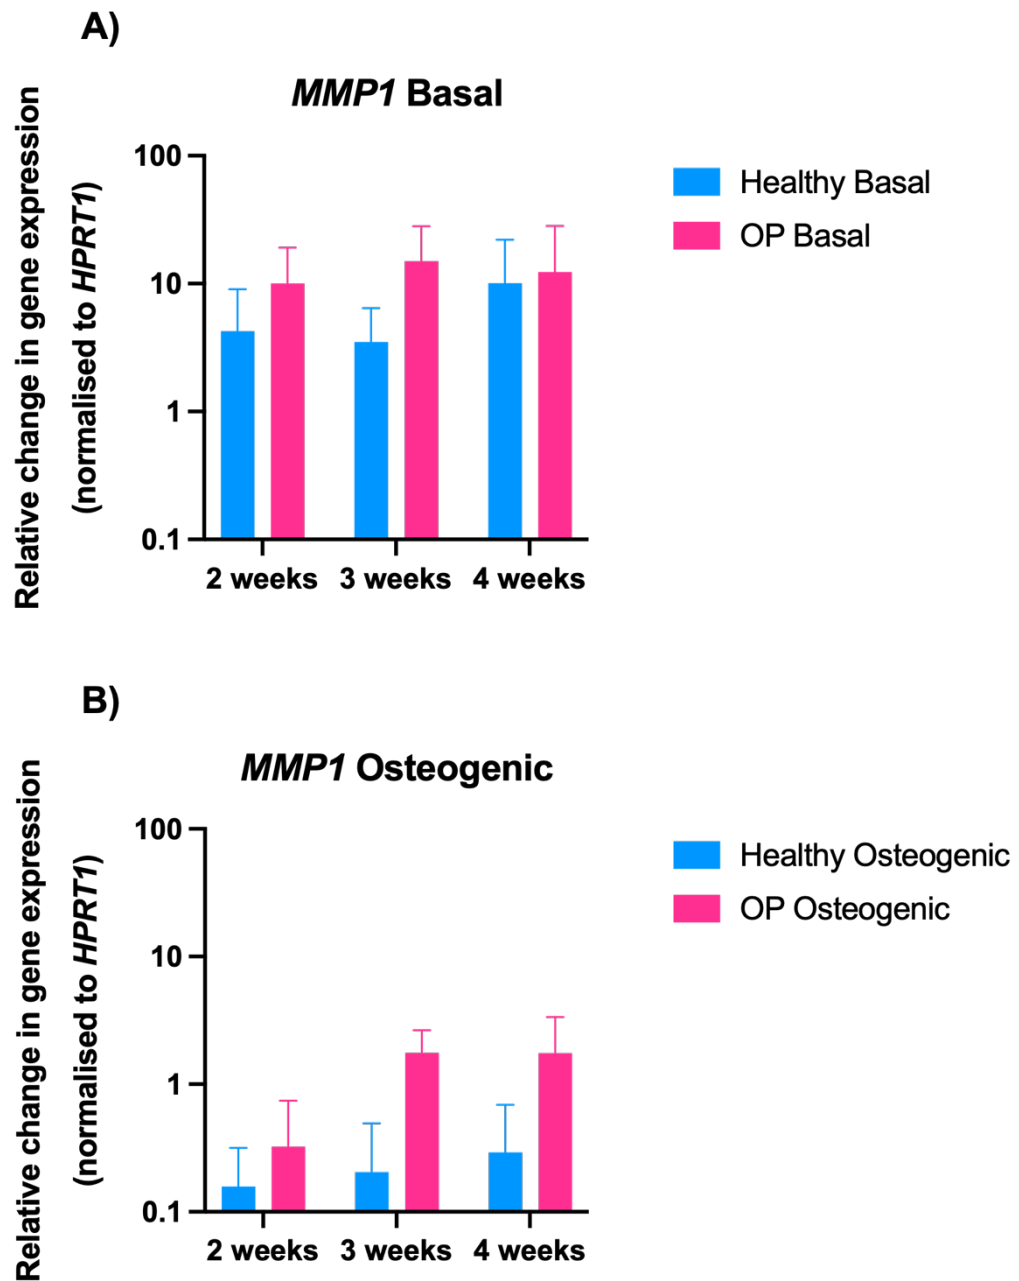 A)
MMP1 Basal
Relative change in gene expression
(normalised to HPRT1)
100
10
1
0.1
2 weeks 3 weeks 4 weeks
Healthy Basal
OP Basal
B)
MMP1 Osteogenic
Relative change in gene expression
(normalised to HPRT1)
100
10
1
0.1
2 weeks 3 weeks 4 weeks
Healthy Osteogenic
OP Osteogenic